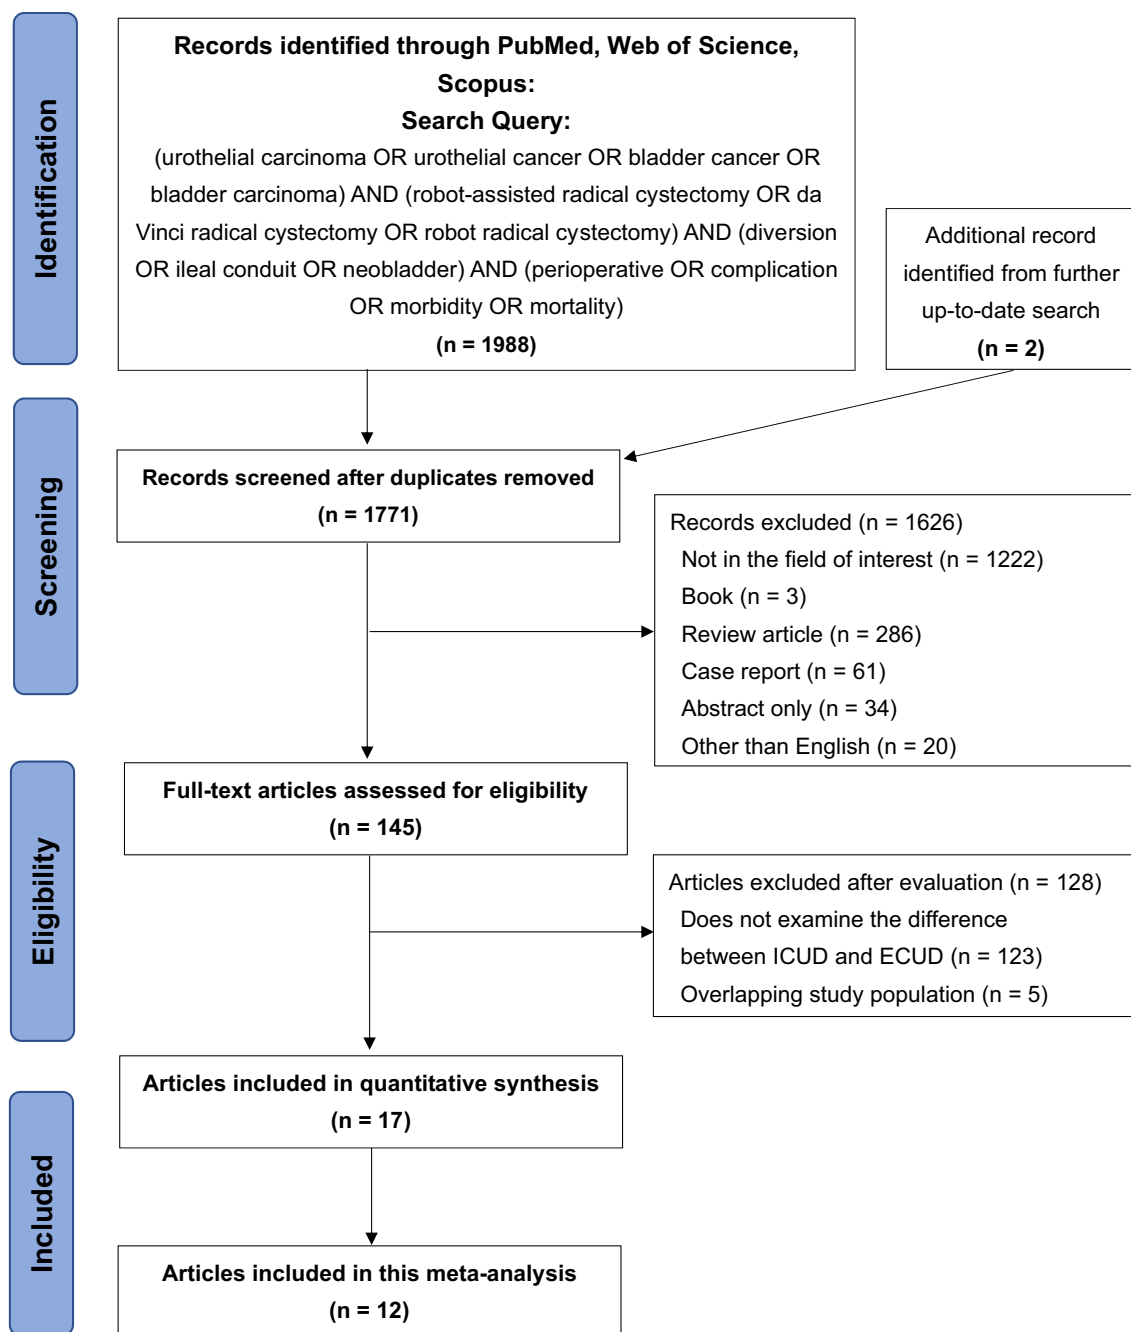 Identification
Records identified through PubMed, Web of Science,
Scopus:
Search Query:
(urothelial carcinoma OR urothelial cancer OR bladder cancer OR
bladder carcinoma) AND (robot-assisted radical cystectomy OR da
Vinci radical cystectomy OR robot radical cystectomy) AND (diversion
OR ileal conduit OR neobladder) AND (perioperative OR complication
OR morbidity OR mortality)
(n = 1988)
Additional record
identified from further
up-to-date search
(n = 2)
Screening
Records screened after duplicates removed
(n = 1771)
Records excluded (n = 1626)
Not in the field of interest (n = 1222)
Book (n = 3)
Review article (n = 286)
Case report (n = 61)
Abstract only (n = 34)
Other than English (n = 20)
Eligibility
Full-text articles assessed for eligibility
(n = 145)
Articles excluded after evaluation (n = 128)
Does not examine the difference
between ICUD and ECUD (n = 123)
Overlapping study population (n = 5)
Included
Articles included in quantitative synthesis
(n = 17)
Articles included in this meta-analysis
(n = 12)